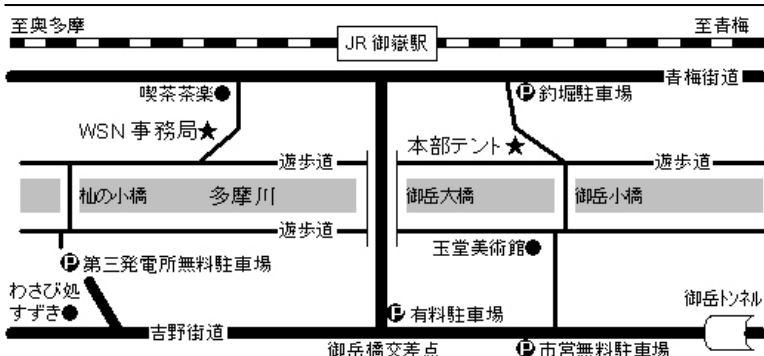 至奥多摩
至青梅
JR 御嶽駅
青梅街道
喫茶茶楽●
Ⓟ釣堀駐車場
WSN 事務局★
本部テント★
遊歩道
遊歩道
杣の小橋
多摩川
御岳大橋
御岳小橋
遊歩道
玉堂美術館●
Ⓟ第三発電所無料駐車場
わさび処
すずき●
御岳トンネル
Ⓟ有料駐車場
吉野街道
御岳橋交差点
Ⓟ市営無料駐車場